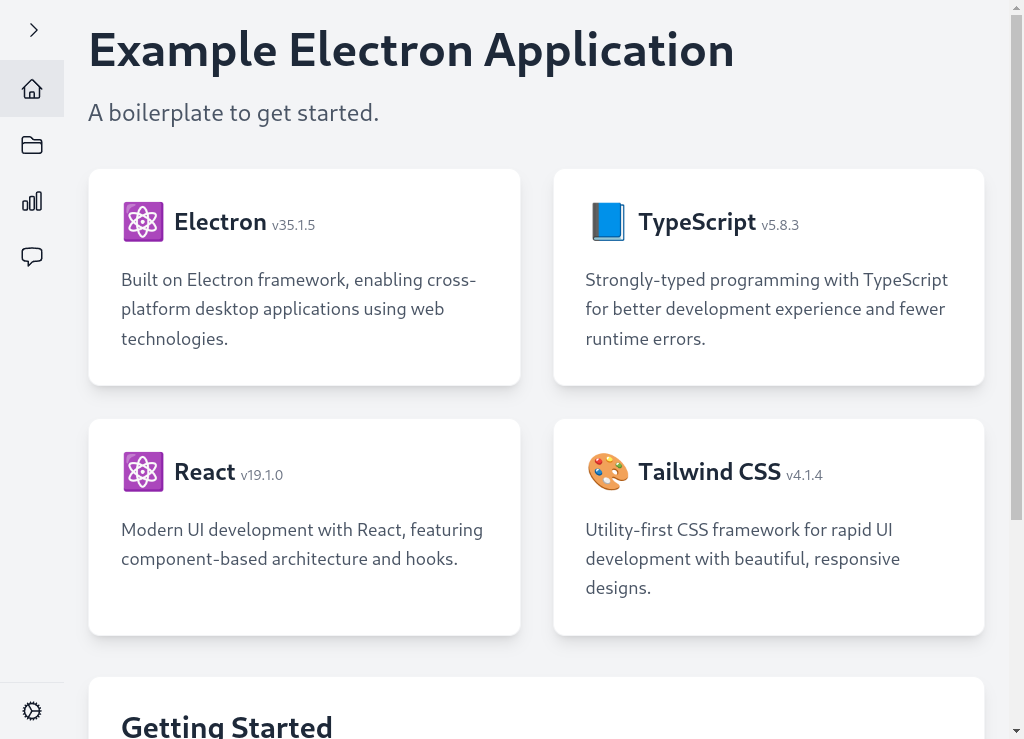 Example Electron Application
A boilerplate to get started.
Electron v35.1.5
Built on Electron framework, enabling cross-
platform desktop applications using web
technologies.
TypeScript v5.8.3
Strongly-typed programming with TypeScript
for better development experience and fewer
runtime errors.
React v19.1.0
Modern UI development with React, featuring
component-based architecture and hooks.
Tailwind CSS v4.1.4
Utility-first CSS framework for rapid UI
development with beautiful, responsive
designs.
Getting Started